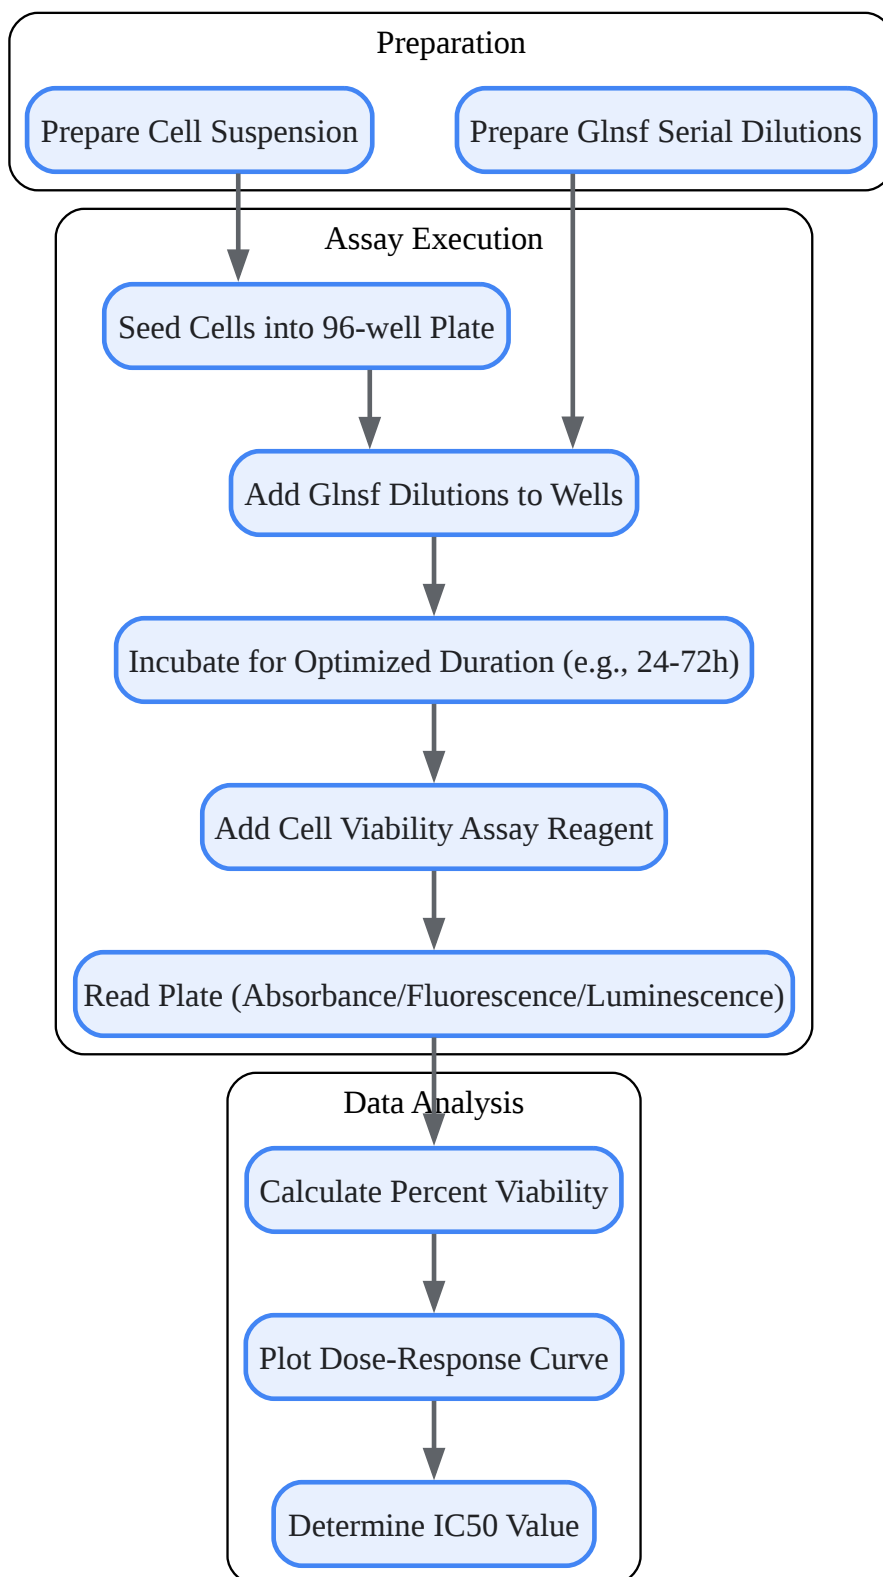 Preparation
Prepare Cell Suspension
Prepare Glnsf Serial Dilutions
Assay Execution
Seed Cells into 96-well Plate
Add Glnsf Dilutions to Wells
Incubate for Optimized Duration (e.g., 24-72h)
Add Cell Viability Assay Reagent
Read Plate (Absorbance/Fluorescence/Luminescence)
Data Analysis
Calculate Percent Viability
Plot Dose-Response Curve
Determine IC50 Value